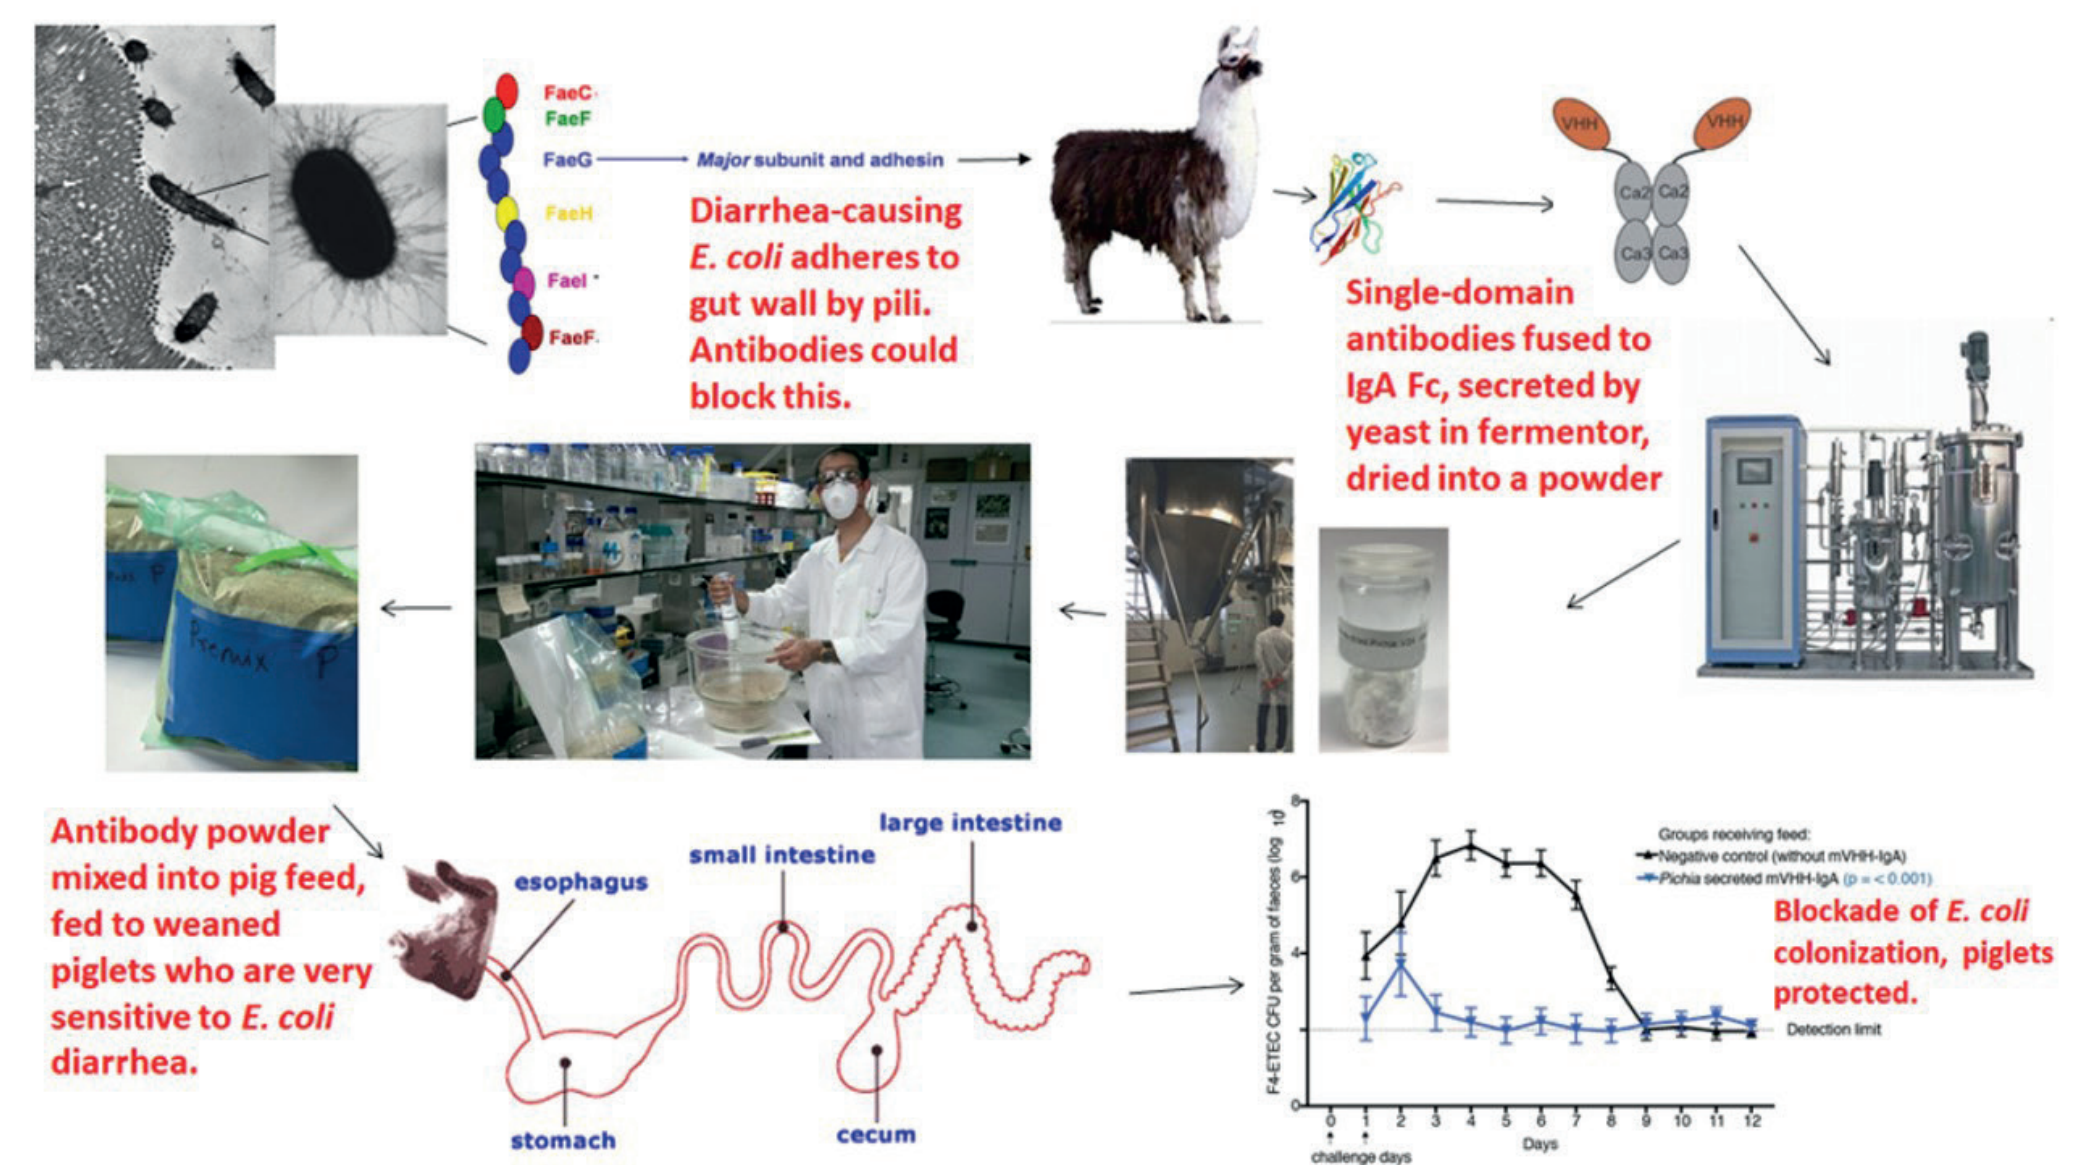 FaeC
FaeF
FaeG
Major subunit and adhesin
FaeH
FaeI
FaeF
Diarrhea-causing
E. coli adheres to
gut wall by pili.
Antibodies could
block this.
VHH
VHH
Ca2
Ca2
Ca3
Ca3
Single-domain
antibodies fused to
IgA Fc, secreted by
yeast in fermentor,
dried into a powder
P
Premix P
Antibody powder
mixed into pig feed,
fed to weaned
piglets who are very
sensitive to E. coli
diarrhea.
esophagus
small intestine
large intestine
stomach
cecum
F4-ETEC CFU per gram of faeces (log 10)
8
6
4
0
Groups receiving feed:
Negative control (without mVHH-IgA)
Pichia secreted mVHH-IgA (p = < 0.001)
Blockade of E. coli
colonization, piglets
protected.
Detection limit
0 1 2 3 4 5 6 7 8 9 10 11 12
Days
challenge days